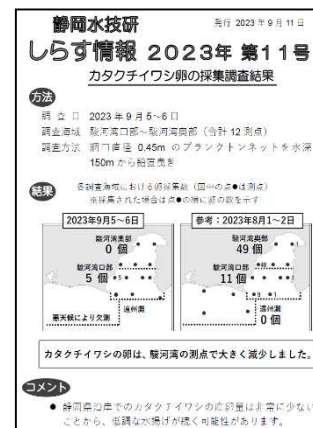 静岡水技研
発行 2023年9月11日
しらす情報 2023年 第11号
カタクチイワシ卵の採集調査結果
方法
調査日 2023年9月5~6日
調査海域 駿河湾口部~駿河湾奥部(合計12測点)
調査方法 網口直径 0.45m のプランクトンネットを水深
150mから鉛直曳き
結果
各調査海域における卵採集数(図中の点●は測点)
※採集された場合は点●の横に卵の数を示す
2023年9月5~6日
参考:2023年8月1~2日
駿河湾奥部
0個
駿河湾口部
5個
遠州灘
悪天候により欠測
駿河湾奥部
49個
駿河湾口部
11個
遠州灘
0個
カタクチイワシの卵は、駿河湾の測点で大きく減少しました。
コメント
● 静岡県沿岸でのカタクチイワシの産卵量は非常に少ない
ことから、低調な水揚げが続く可能性があります。